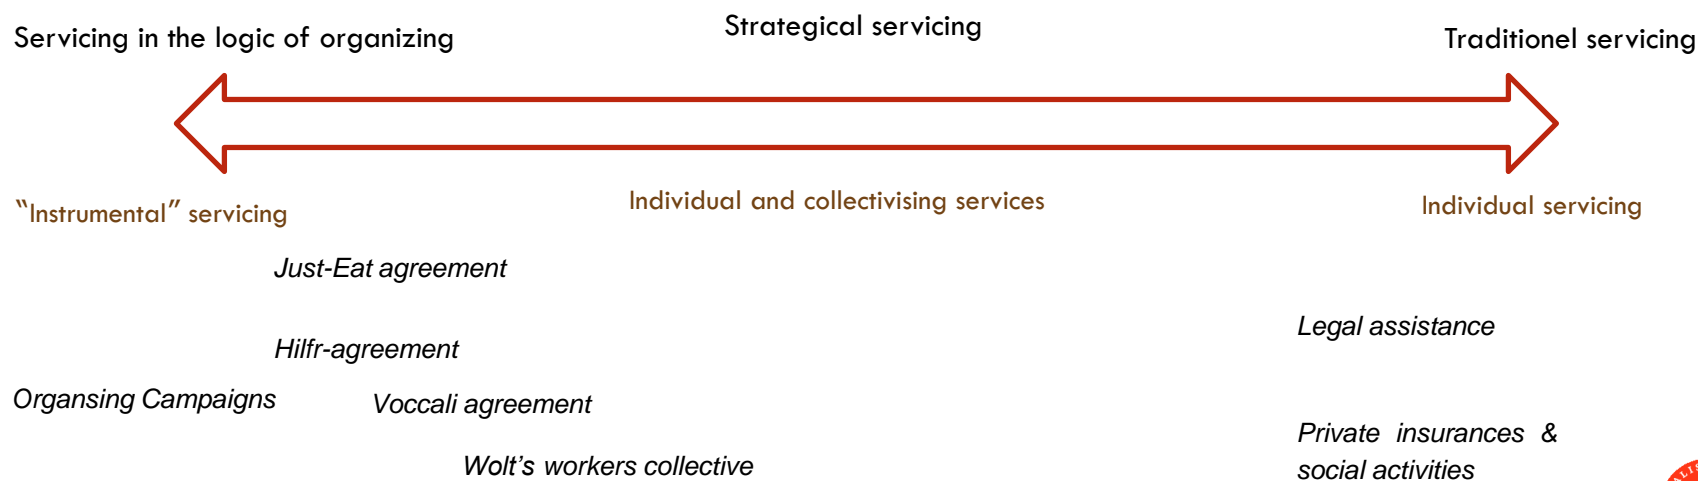 Servicing in the logic of organizing
Strategical servicing
Traditionel servicing
“Instrumental” servicing
Individual and collectivising services
Individual servicing
Just-Eat agreement
Legal assistance
Hilfr-agreement
Organsing Campaigns
Voccali agreement
Private insurances &
social activities
Wolt's workers collective